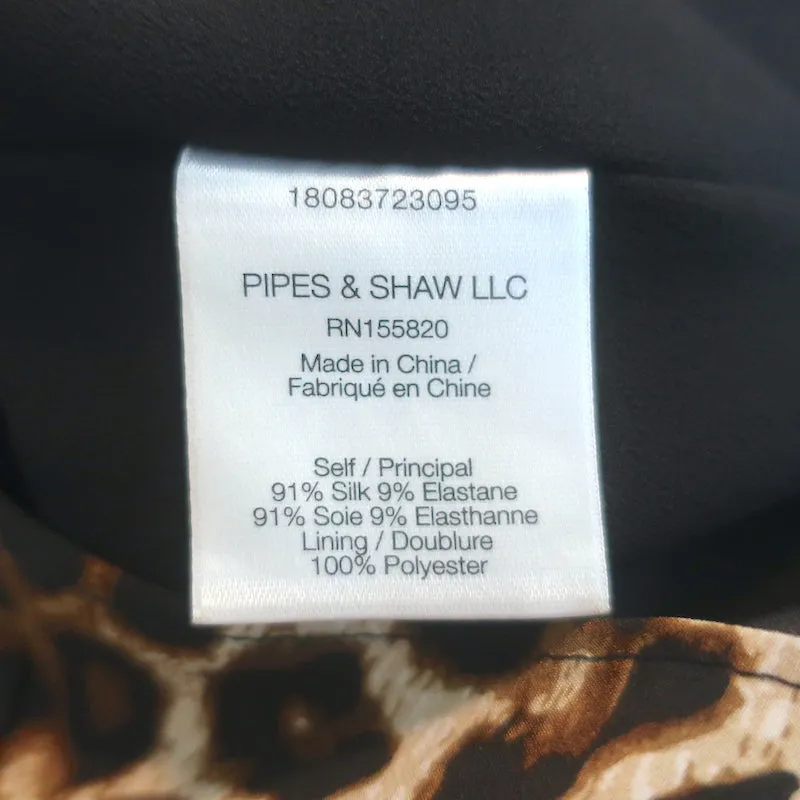 18083723095
PIPES & SHAW LLC
RN155820
Made in China /
Fabriqué en Chine
Self / Principal
91% Silk 9% Elastane
91% Soie 9% Elasthanne
Lining / Doublure
100% Polyester